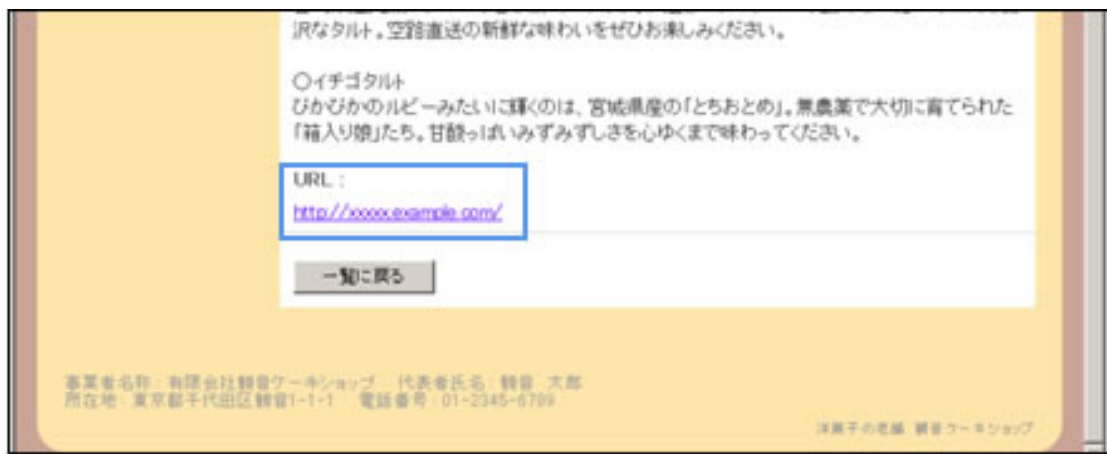 沢なタルト。空路直送の新鮮な味わいをぜひお楽しみください。
○イチゴタルト
ぴかぴかのルビーみたいに輝くのは、宮城県産の「とちおとめ」。無農薬で大切に育てられた
「箱入り娘」たち。甘酸っぱいみずみずしさを心ゆくまで味わってください。
URL :
http://xxxxx.example.com/
一覧に戻る
事業者名称 : 有限会社観音ケーキショップ 代表者氏名 : 観音 太郎
所在地 : 東京都千代田区観音1-1-1 電話番号 : 01-2345-6789
洋菓子の老舗 観音ケーキショップ